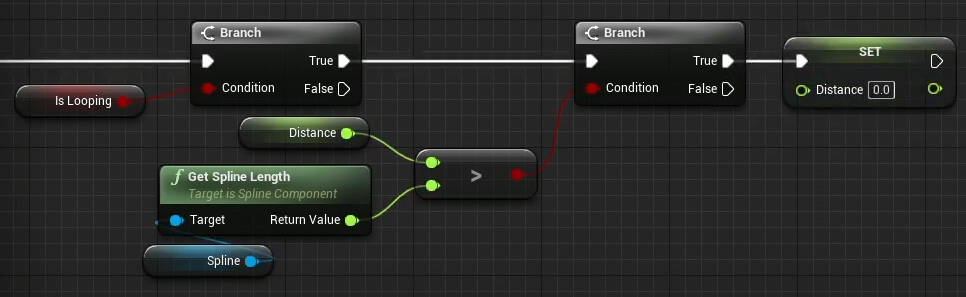 Branch
True
Is Looping
Condition
False
Distance
Get Spline Length
Target is Spline Component
Target
Return Value
Spline
>
Branch
True
Condition
False
SET
Distance 0.0